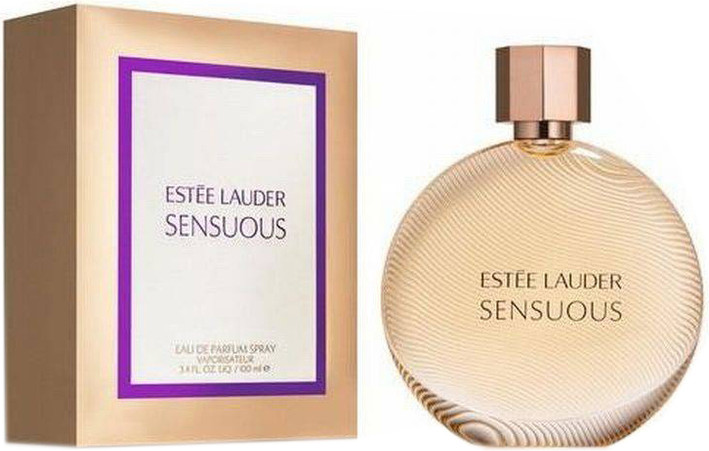 ESTĒE LAUDER
SENSUOUS
EAU DE PARFUM SPRAY
VAPORISATEUR
3.4 FL. OZ. LIQ. / 100 ml ℮
ESTĒE LAUDER
SENSUOUS